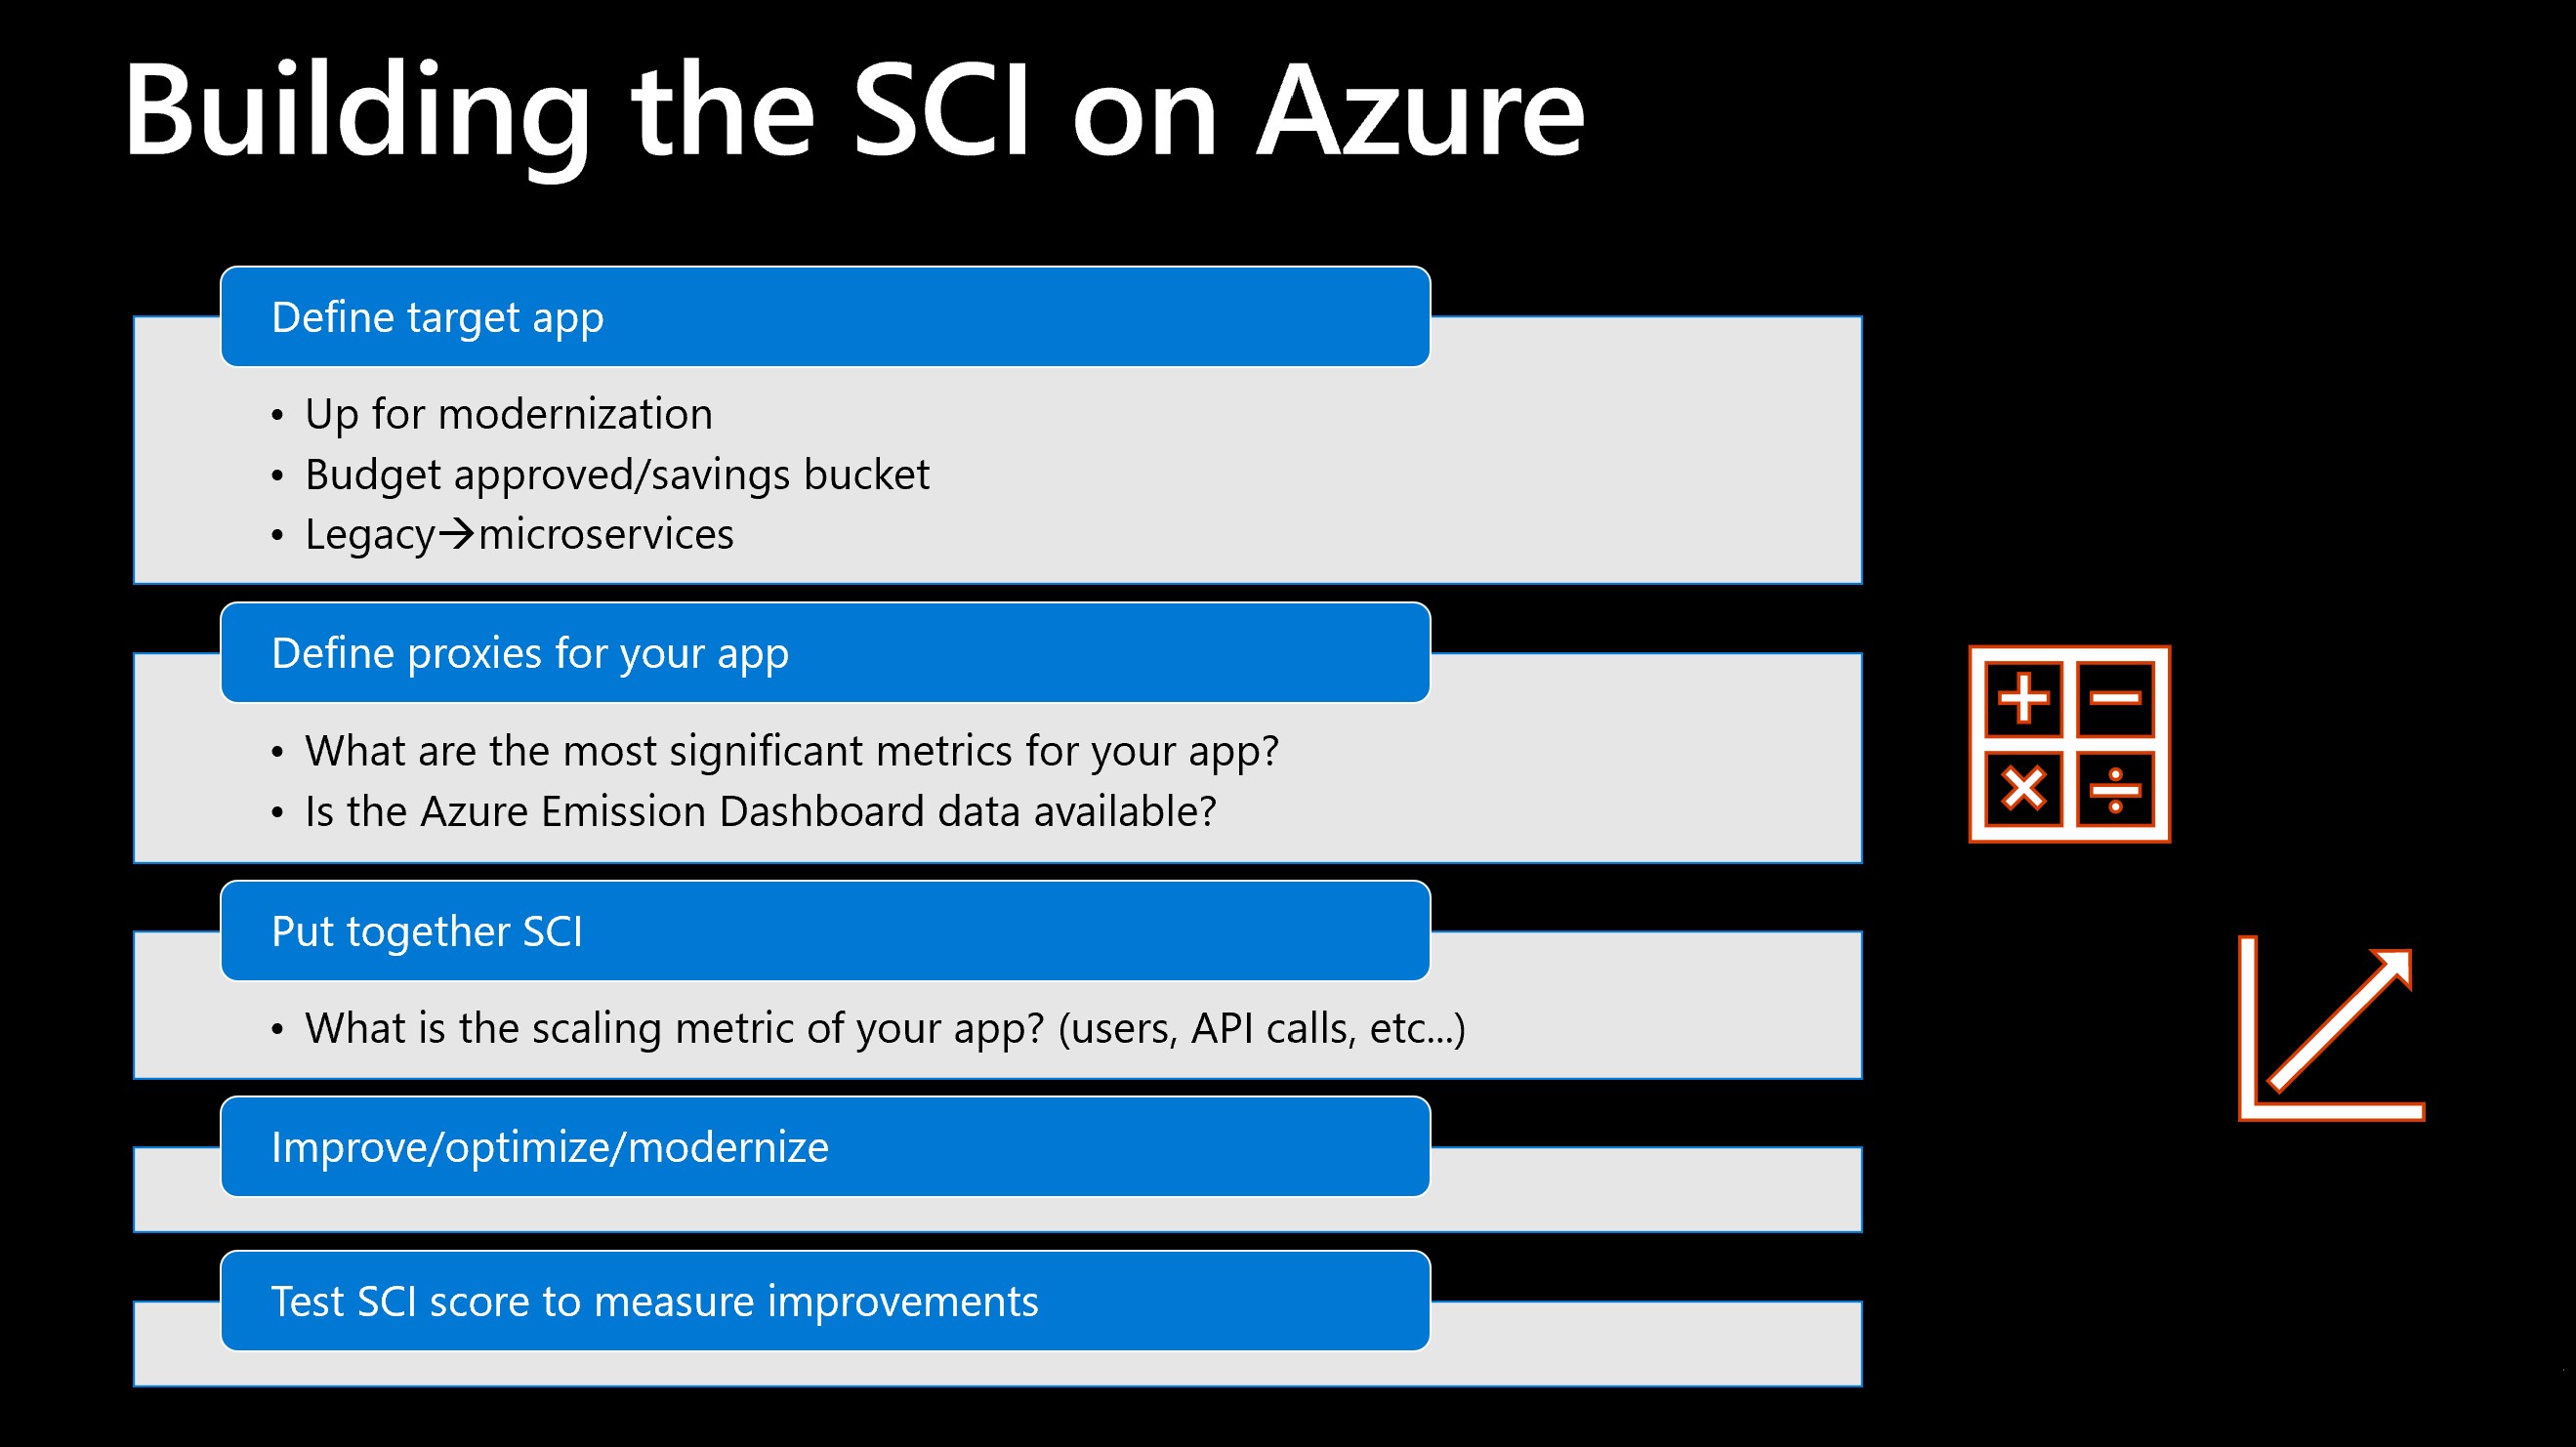 Building the SCI on Azure
Define target app
• Up for modernization
• Budget approved/savings bucket
• Legacy→microservices
Define proxies for your app
• What are the most significant metrics for your app?
• Is the Azure Emission Dashboard data available?
Put together SCI
• What is the scaling metric of your app? (users, API calls, etc...)
Improve/optimize/modernize
Test SCI score to measure improvements